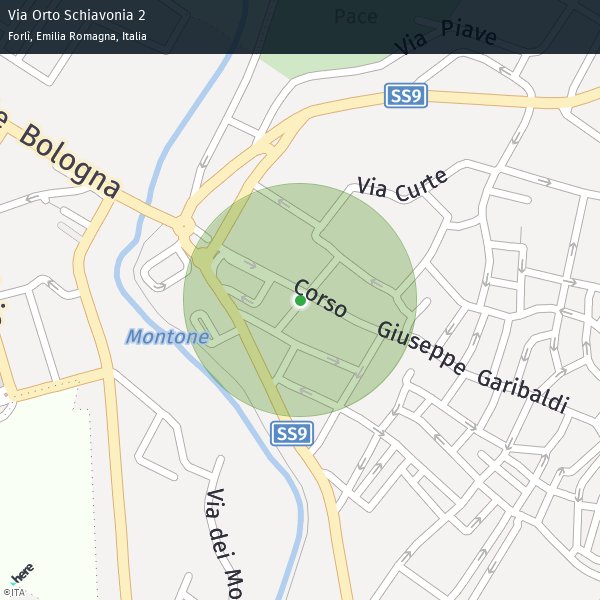 Via Orto Schiavonia 2
Forlì, Emilia Romagna, Italia
Pace
Via Piave
SS9
e Bologna
Via Curte
Corso Giuseppe Garibaldi
Montone
SS9
Via dei Mo
here
©ITA